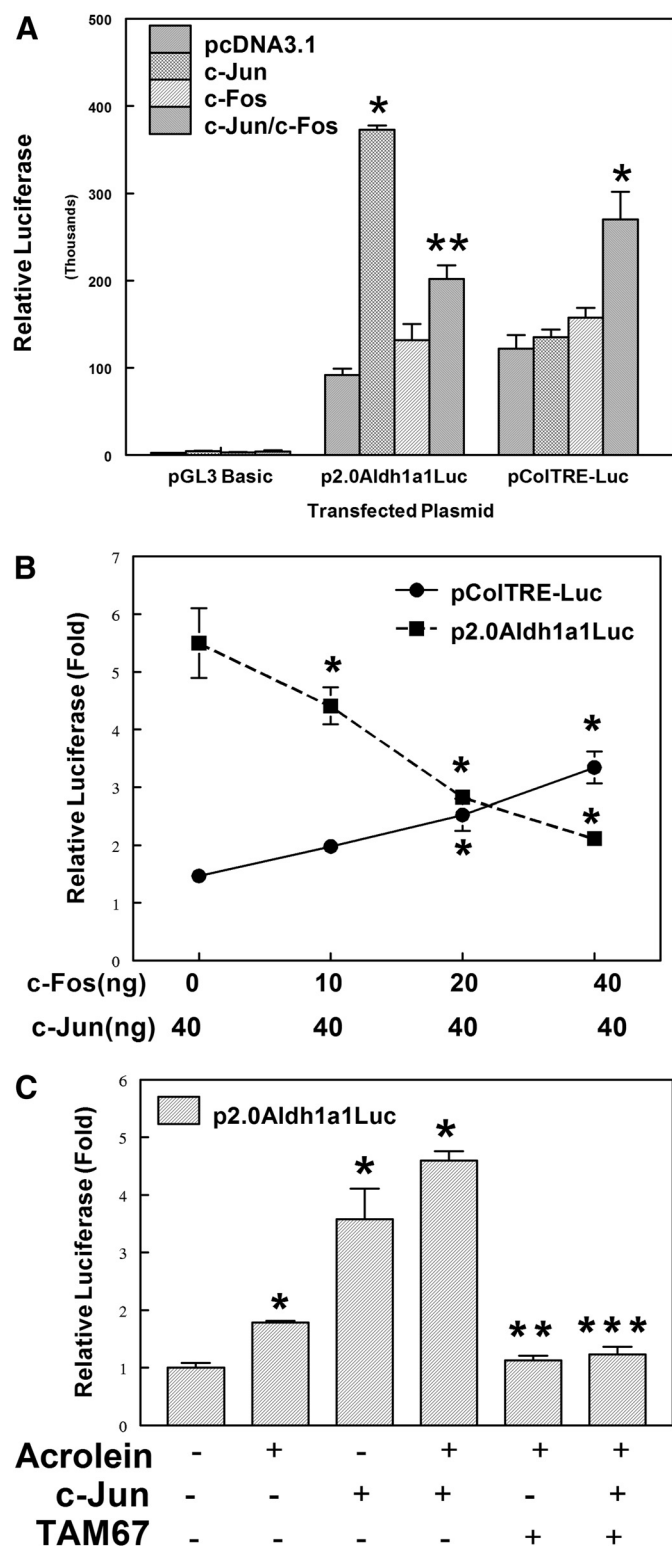 A
500
400
300
200
100
0
Relative Luciferase
(Thousands)
pcDNA3.1
c-Jun
c-Fos
c-Jun/c-Fos
*
**
*
pGL3 Basic p2.0Aldh1a1Luc pColTRE-Luc
Transfected Plasmid
B
7
6
5
4
3
2
1
0
Relative Luciferase (Fold)
pColTRE-Luc
p2.0Aldh1a1Luc
*
*
*
*
*
c-Fos(ng) 0 10 20 40
c-Jun(ng) 40 40 40 40
C
6
5
4
3
2
1
0
Relative Luciferase (Fold)
p2.0Aldh1a1Luc
*
*
*
**
***
Acrolein - + - + + +
c-Jun - - + + - +
TAM67 - - - - + +